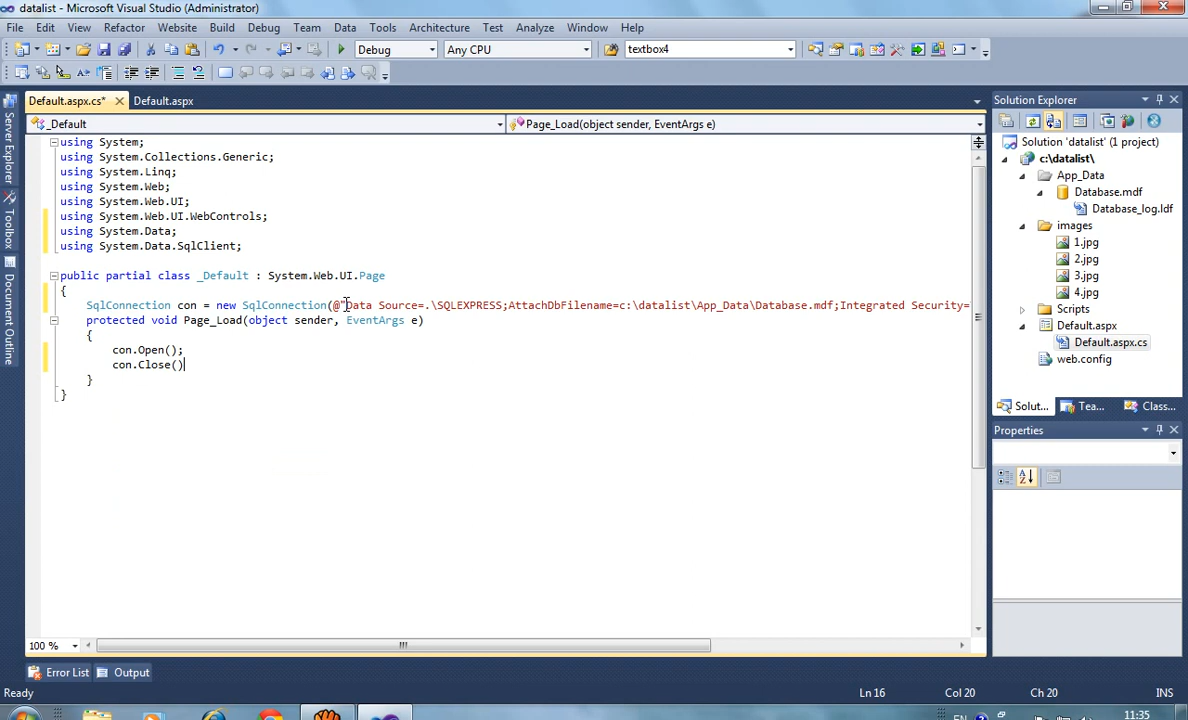 datalist - Microsoft Visual Studio (Administrator)
File Edit View Refactor Website Build Debug Team Data Tools Architecture Test Analyze Window Help
Debug Any CPU textbox4
Default.aspx.cs* Default.aspx
_Default Page_Load(object sender, EventArgs e)
using System;
using System.Collections.Generic;
using System.Linq;
using System.Web;
using System.Web.UI;
using System.Web.UI.WebControls;
using System.Data;
using System.Data.SqlClient;
public partial class _Default : System.Web.UI.Page
{
SqlConnection con = new SqlConnection(@"Data Source=.\SQLEXPRESS;AttachDbFilename=c:\datalist\App_Data\Database.mdf;Integrated Security=
protected void Page_Load(object sender, EventArgs e)
{
con.Open();
con.Close()
}
}
100 %
Server Explorer
Toolbox
Document Outline
Solution Explorer
Solution 'datalist' (1 project)
c:\datalist\
App_Data
Database.mdf
Database_log.ldf
images
1.jpg
2.jpg
3.jpg
4.jpg
Scripts
Default.aspx
Default.aspx.cs
web.config
Solut... Tea... Class...
Properties
Error List Output
Ready Ln 16 Col 20 Ch 20 INS
EN 11:35